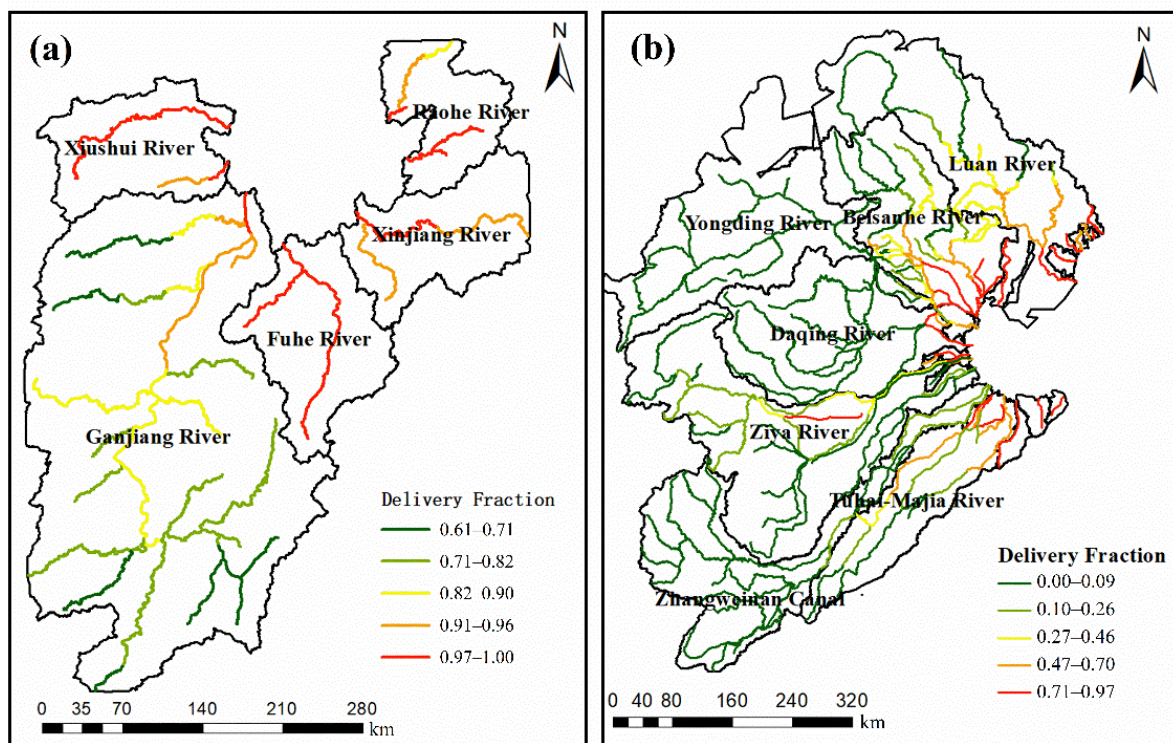 (a)
N
Raohe River
Xiushui River
Xinjiang River
Fuhe River
Ganjiang River
Delivery Fraction
0.61–0.71
0.71–0.82
0.82 0.90
0.91–0.96
0.97–1.00
0 35 70 140 210 280
km
(b)
N
Luan River
Beisanhe River
Yongding River
Daqing River
Ziya River
Tuhai-Majia River
Zhangweinan Canal
Delivery Fraction
0.00–0.09
0.10–0.26
0.27–0.46
0.47–0.70
0.71–0.97
0 40 80 160 240 320
km